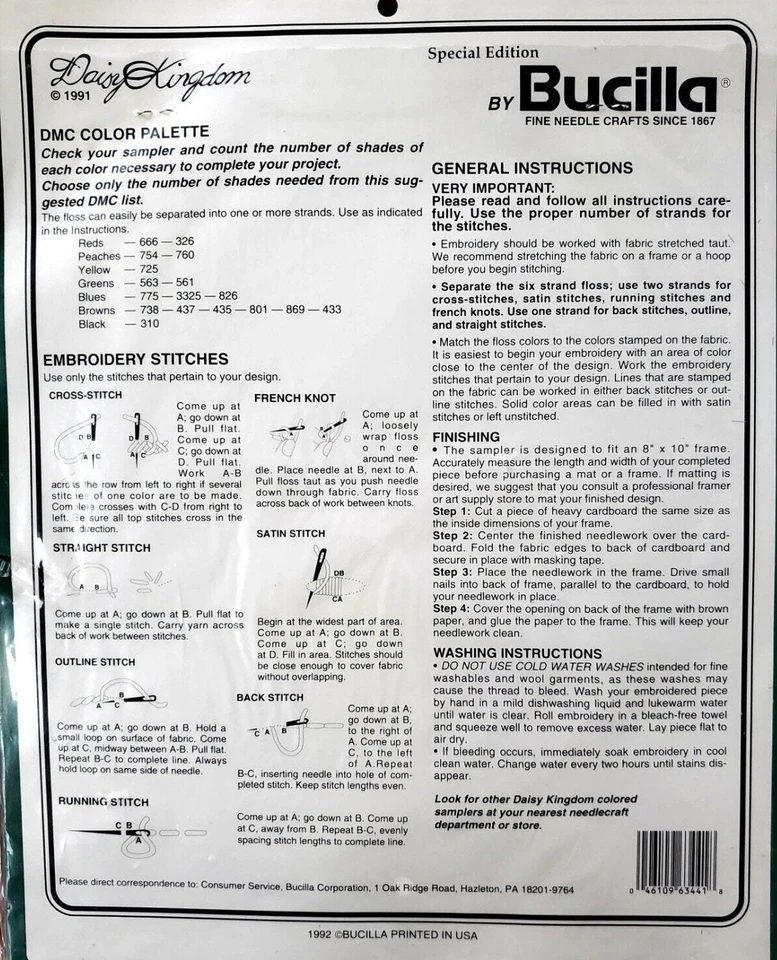 Daisy Kingdom
© 1991
Special Edition
BY Bucilla®
FINE NEEDLE CRAFTS SINCE 1867
DMC COLOR PALETTE
Check your sampler and count the number of shades of
each color necessary to complete your project.
Choose only the number of shades needed from this sug-
gested DMC list.
The floss can easily be separated into one or more strands. Use as indicated
in the Instructions.
Reds — 666 — 326
Peaches — 754 — 760
Yellow — 725
Greens — 563 — 561
Blues — 775 — 3325 — 826
Browns — 738 — 437 — 435 — 801 — 869 — 433
Black — 310
EMBROIDERY STITCHES
Use only the stitches that pertain to your design.
CROSS-STITCH
D B
A C
D B
A C
Come up at
A; go down at
B. Pull flat.
Come up at
C; go down at
D. Pull flat.
Work A-B
across the row from left to right if several
stitches of one color are to be made.
Complete crosses with C-D from right to
left. Be sure all top stitches cross in the
same direction.
STRAIGHT STITCH
A B
Come up at A; go down at B. Pull flat to
make a single stitch. Carry yarn across
back of work between stitches.
OUTLINE STITCH
B
A C
Come up at A; go down at B. Hold a
small loop on surface of fabric. Come
up at C, midway between A-B. Pull flat.
Repeat B-C to complete line. Always
hold loop on same side of needle.
RUNNING STITCH
C B
A
Come up at A; go down at B. Come up
at C, away from B. Repeat B-C, evenly
spacing stitch lengths to complete line.
FRENCH KNOT
A
A
Come up at
A; loosely
wrap floss
once
around nee-
dle. Place needle at B, next to A.
Pull floss taut as you push needle
down through fabric. Carry floss
across back of work between knots.
SATIN STITCH
DB
CA
Begin at the widest part of area.
Come up at A; go down at B.
Come up at C; go down
at D. Fill in area. Stitches should
be close enough to cover fabric
without overlapping.
BACK STITCH
C A B
Come up at A;
go down at B,
to the right of
A. Come up at
C, to the left
of A.Repeat
B-C, inserting needle into hole of com-
pleted stitch. Keep stitch lengths even.
GENERAL INSTRUCTIONS
VERY IMPORTANT:
Please read and follow all instructions care-
fully. Use the proper number of strands for
the stitches.
• Embroidery should be worked with fabric stretched taut.
We recommend stretching the fabric on a frame or a hoop
before you begin stitching.
• Separate the six strand floss; use two strands for
cross-stitches, satin stitches, running stitches and
french knots. Use one strand for back stitches, outline,
and straight stitches.
• Match the floss colors to the colors stamped on the fabric.
It is easiest to begin your embroidery with an area of color
close to the center of the design. Work the embroidery
stitches that pertain to your design. Lines that are stamped
on the fabric can be worked in either back stitches or out-
line stitches. Solid color areas can be filled in with satin
stitches or left unstitched.
FINISHING
• The sampler is designed to fit an 8" x 10" frame.
Accurately measure the length and width of your completed
piece before purchasing a mat or a frame. If matting is
desired, we suggest that you consult a professional framer
or art supply store to mat your finished design.
Step 1: Cut a piece of heavy cardboard the same size as
the inside dimensions of your frame.
Step 2: Center the finished needlework over the card-
board. Fold the fabric edges to back of cardboard and
secure in place with masking tape.
Step 3: Place the needlework in the frame. Drive small
nails into back of frame, parallel to the cardboard, to hold
your needlework in place.
Step 4: Cover the opening on back of the frame with brown
paper, and glue the paper to the frame. This will keep your
needlework clean.
WASHING INSTRUCTIONS
• DO NOT USE COLD WATER WASHES intended for fine
washables and wool garments, as these washes may
cause the thread to bleed. Wash your embroidered piece
by hand in a mild dishwashing liquid and lukewarm water
until water is clear. Roll embroidery in a bleach-free towel
and squeeze well to remove excess water. Lay piece flat to
air dry.
• If bleeding occurs, immediately soak embroidery in cool
clean water. Change water every two hours until stains dis-
appear.
Look for other Daisy Kingdom colored
samplers at your nearest needlecraft
department or store.
Please direct correspondence to: Consumer Service, Bucilla Corporation, 1 Oak Ridge Road, Hazleton, PA 18201-9764
0 46109 63441 8
1992 ©BUCILLA PRINTED IN USA